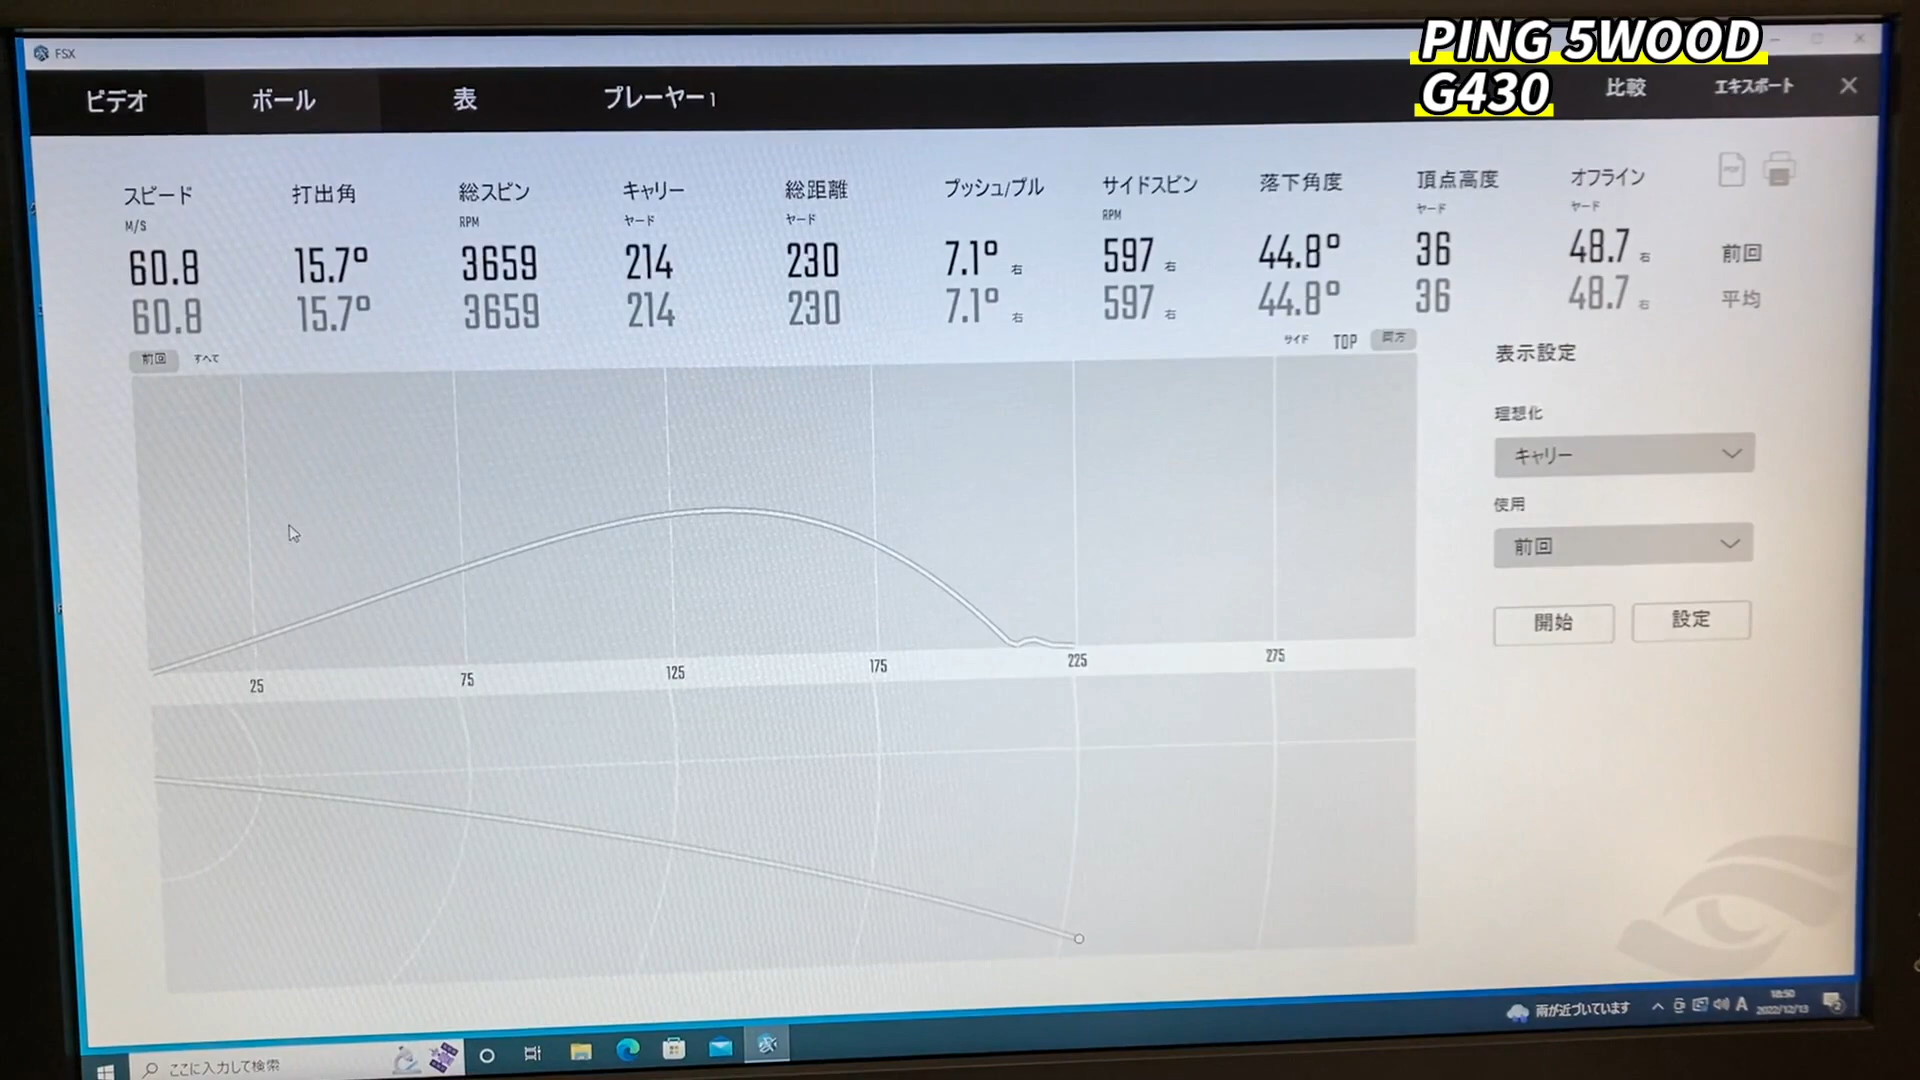 FSX
PING 5WOOD
G430
ビデオ ボール 表 プレーヤー1 比較 エキスポート
スピード 打出角 総スピン キャリー 総距離 プッシュ/プル サイドスピン 落下角度 頂点高度 オフライン
M/S RPM ヤード ヤード RPM ヤード ヤード
60.8 15.7° 3659 214 230 7.1° 右 597 右 44.8° 36 48.7 右 前回
60.8 15.7° 3659 214 230 7.1° 右 597 右 44.8° 36 48.7 右 平均
前回 すべて サイド TOP 両方
表示設定
理想化
キャリー
使用
前回
開始 設定
25 75 125 175 225 275
雨が近づいています A 18:50
2022/12/13
ここに入力して検索